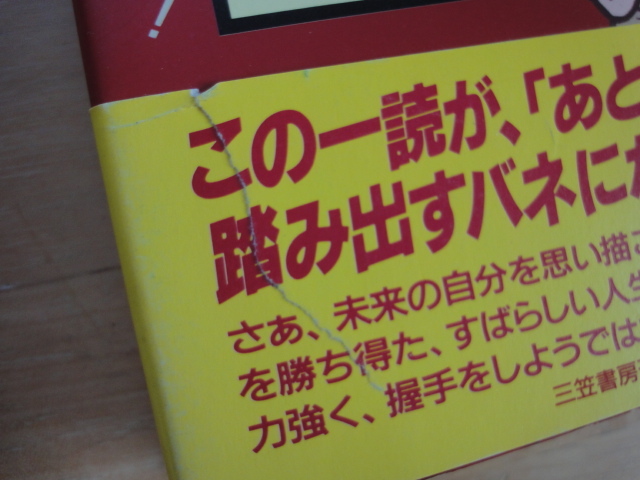 ！
この一読が、「あと
踏み出すバネにな
さあ、未来の自分を思い描さ
を勝ち得た、すばらしい人生
力強く、握手をしようでは
三笠書房